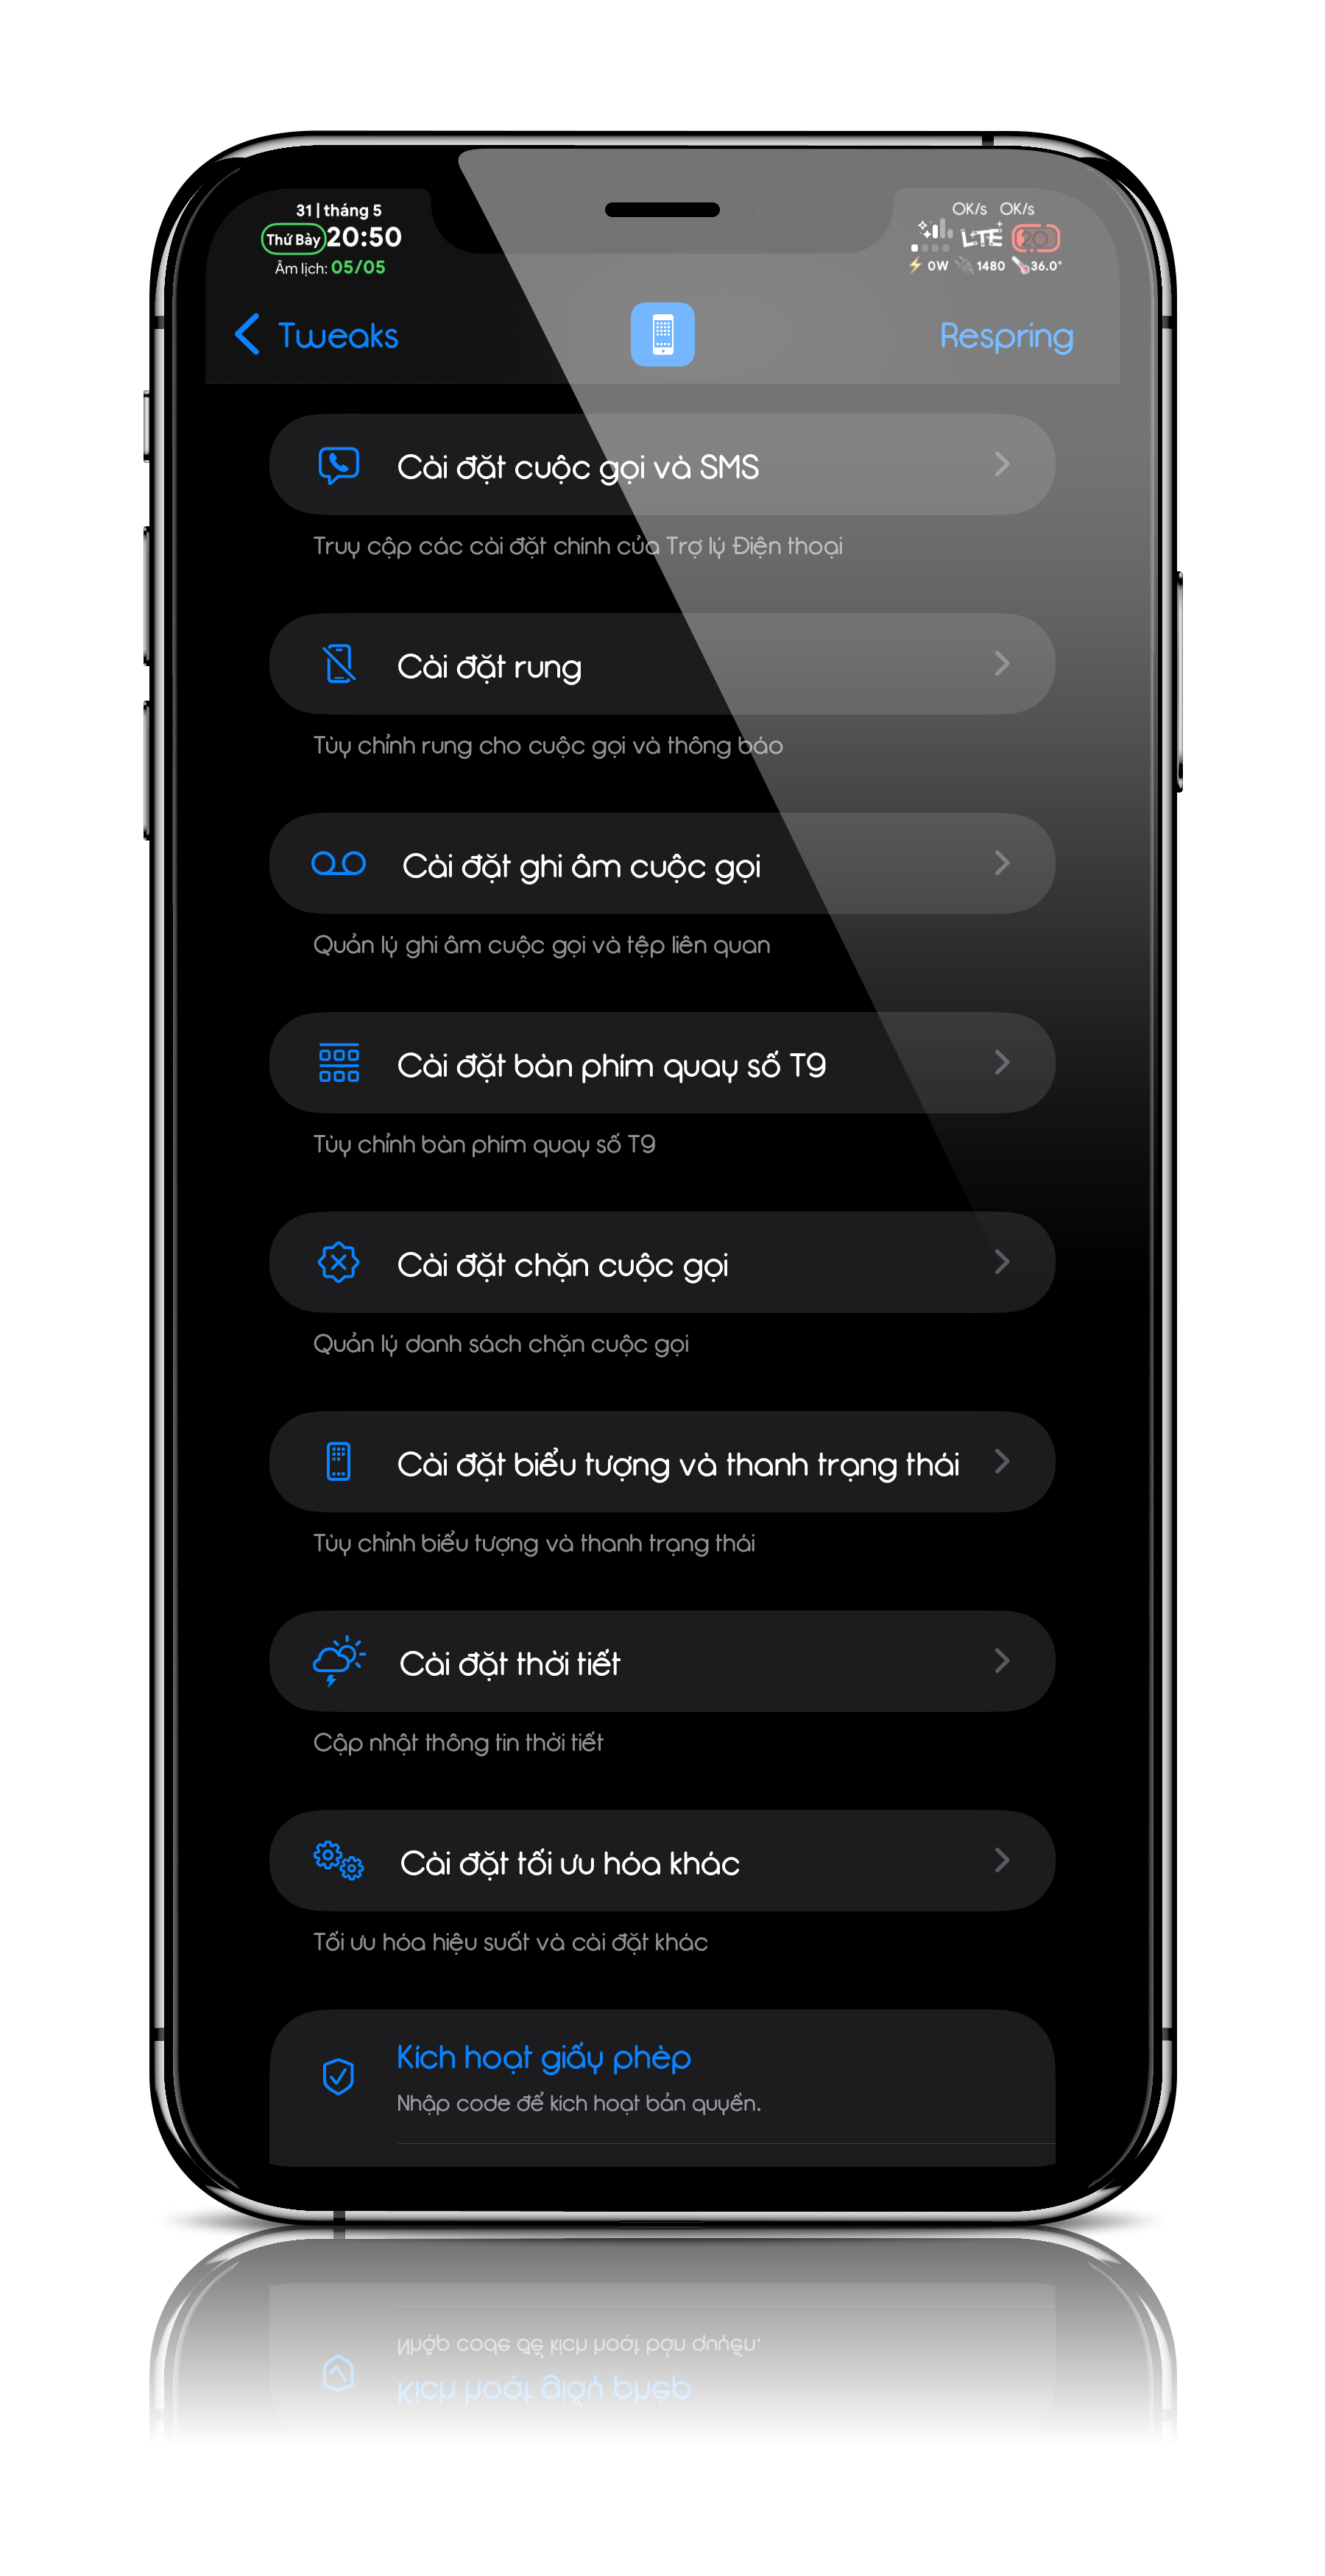 31 | tháng 5
Thứ Bảy 20:50
Âm lịch: 05/05
0K/s 0K/s
LTE 20
0W 1480 36.0°
Tweaks
Respring
Cài đặt cuộc gọi và SMS
Truy cập các cài đặt chính của Trợ lý Điện thoại
Cài đặt rung
Tùy chỉnh rung cho cuộc gọi và thông báo
Cài đặt ghi âm cuộc gọi
Quản lý ghi âm cuộc gọi và tệp liên quan
Cài đặt bàn phím quay số T9
Tùy chỉnh bàn phím quay số T9
Cài đặt chặn cuộc gọi
Quản lý danh sách chặn cuộc gọi
Cài đặt biểu tượng và thanh trạng thái
Tùy chỉnh biểu tượng và thanh trạng thái
Cài đặt thời tiết
Cập nhật thông tin thời tiết
Cài đặt tối ưu hóa khác
Tối ưu hóa hiệu suất và cài đặt khác
Kích hoạt giấy phép
Nhập code để kích hoạt bản quyền.